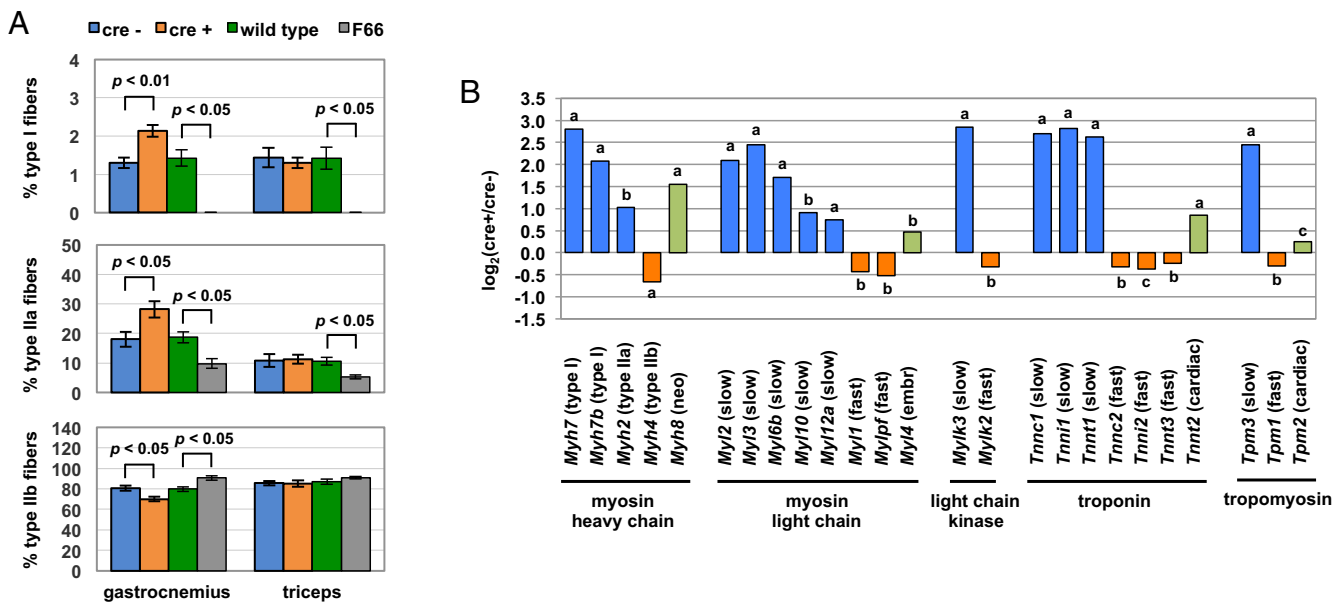 A
cre - cre + wild type F66
% type I fibers
4
3
2
1
0
p < 0.01
p < 0.05
p < 0.05
% type IIa fibers
50
40
30
20
10
0
p < 0.05
p < 0.05
p < 0.05
% type IIb fibers
140
120
100
80
60
40
20
0
p < 0.05
p < 0.05
gastrocnemius triceps
B
log2(cre+/cre-)
3.5
3.0
2.5
2.0
1.5
1.0
0.5
0.0
-0.5
-1.0
-1.5
a a b a a
a a a b a b b b
a b
a a a b c b a
a b c
Myh7 (type I)
Myh7b (type I)
Myh2 (type IIa)
Myh4 (type IIb)
Myh8 (neo)
Myl2 (slow)
Myl3 (slow)
Myl6b (slow)
Myl10 (slow)
Myl12a (slow)
Myl1 (fast)
Mylpf (fast)
Myl4 (embr)
Mylk3 (slow)
Mylk2 (fast)
Tnnc1 (slow)
Tnni1 (slow)
Tnnt1 (slow)
Tnnc2 (fast)
Tnni2 (fast)
Tnnt3 (fast)
Tnnt2 (cardiac)
Tpm3 (slow)
Tpm1 (fast)
Tpm2 (cardiac)
myosin
heavy chain
myosin
light chain
light chain
kinase
troponin
tropomyosin